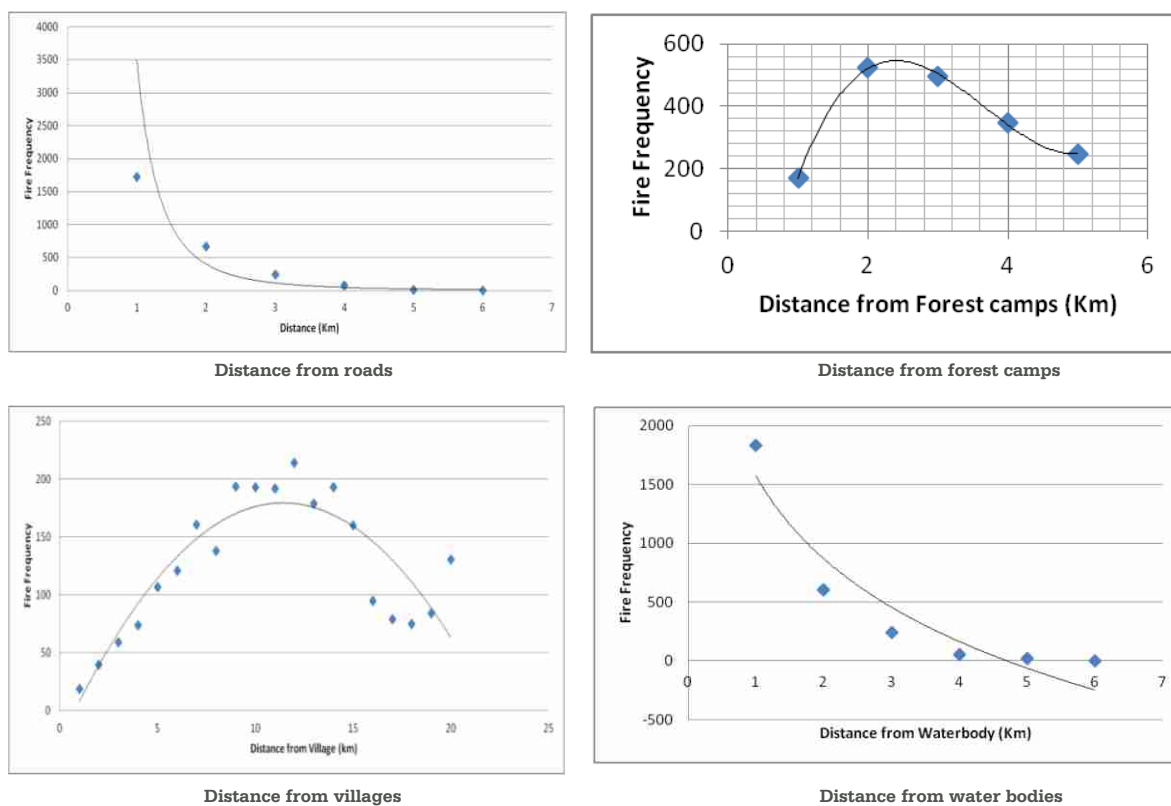 4000
3500
3000
2500
2000
1500
1000
500
0
Fire Frequency
0 1 2 3 4 5 6 7
Distance (Km)
Distance from roads
600
400
200
0
Fire Frequency
0 2 4 6
Distance from Forest camps (Km)
Distance from forest camps
250
200
150
100
50
0
Fire Frequency
0 5 10 15 20 25
Distance from Village (km)
Distance from villages
2000
1500
1000
500
0
-500
Fire Frequency
0 1 2 3 4 5 6 7
Distance from Waterbody (Km)
Distance from water bodies